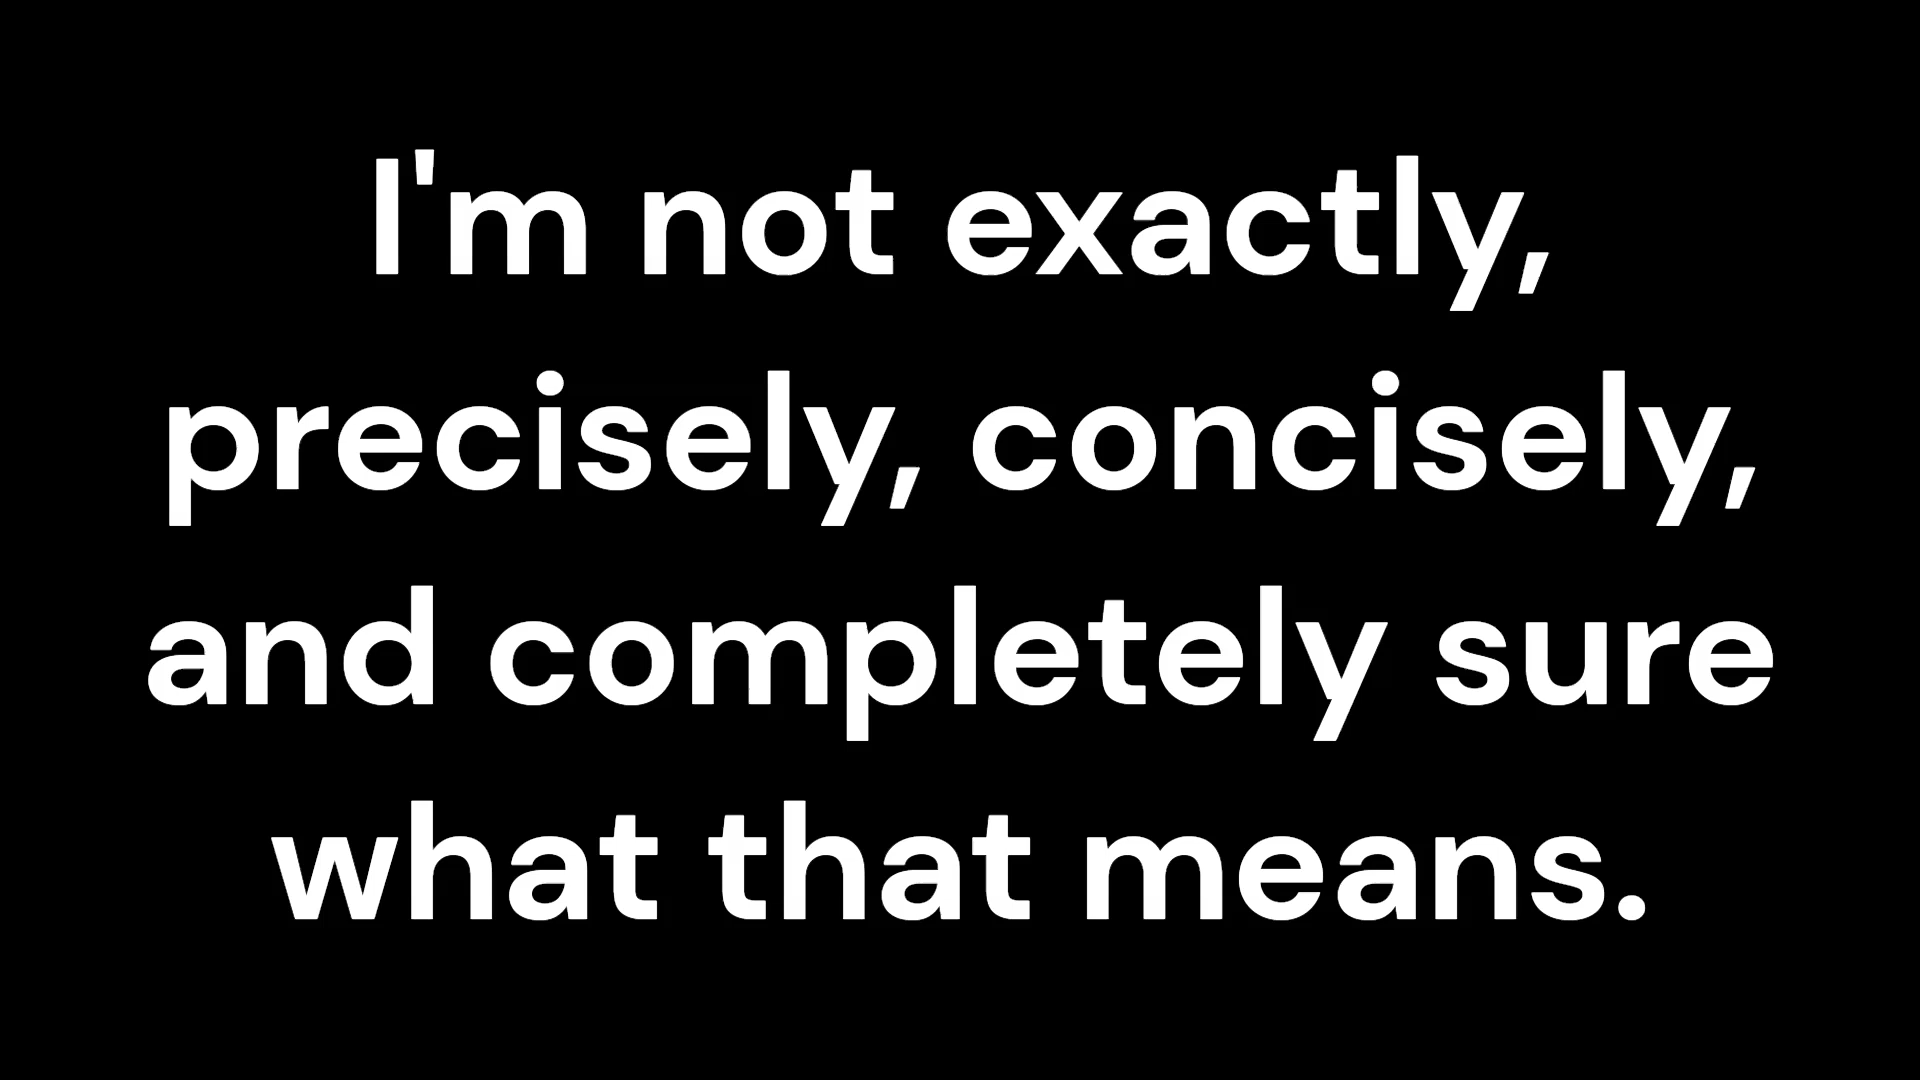 I'm not exactly,
precisely, concisely,
and completely sure
what that means.